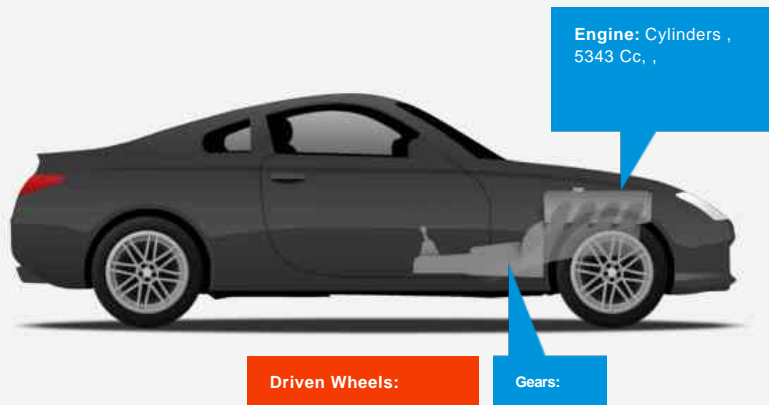 Engine: Cylinders ,
5343 Cc, ,
Driven Wheels:
Gears: